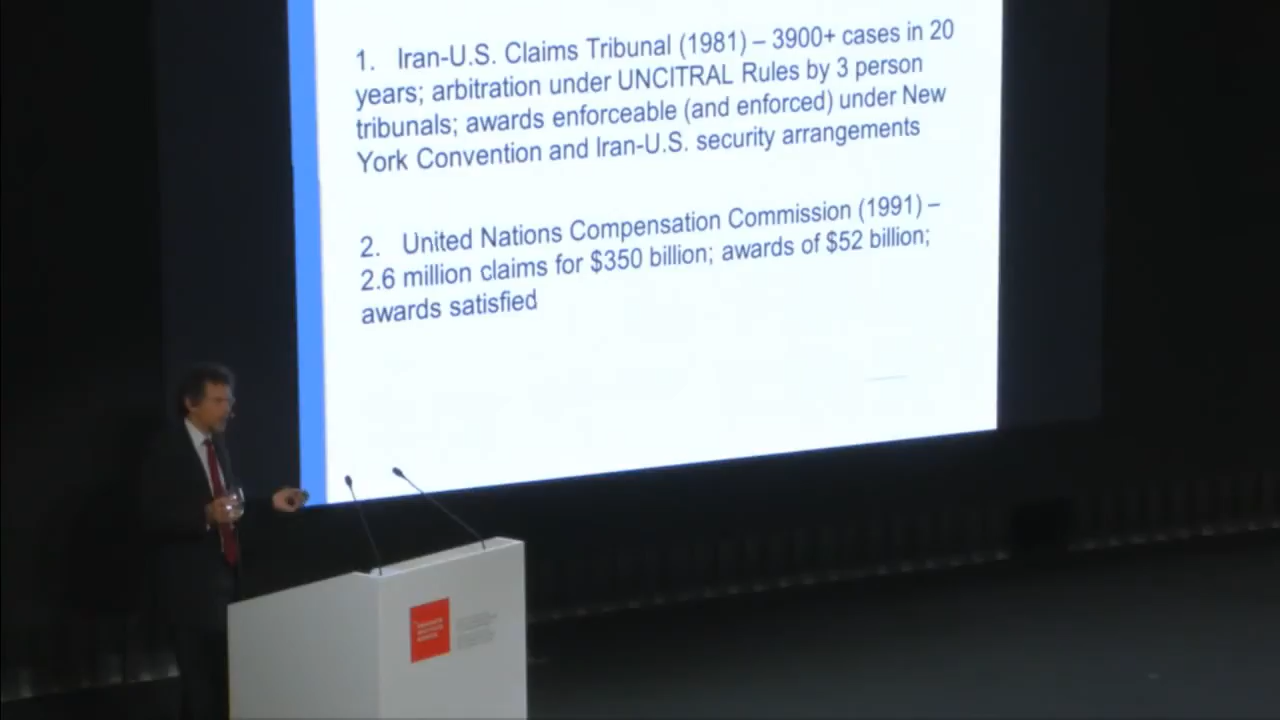 1. Iran-U.S. Claims Tribunal (1981) – 3900+ cases in 20
years; arbitration under UNCITRAL Rules by 3 person
tribunals; awards enforceable (and enforced) under New
York Convention and Iran-U.S. security arrangements
2. United Nations Compensation Commission (1991) –
2.6 million claims for $350 billion; awards of $52 billion;
awards satisfied